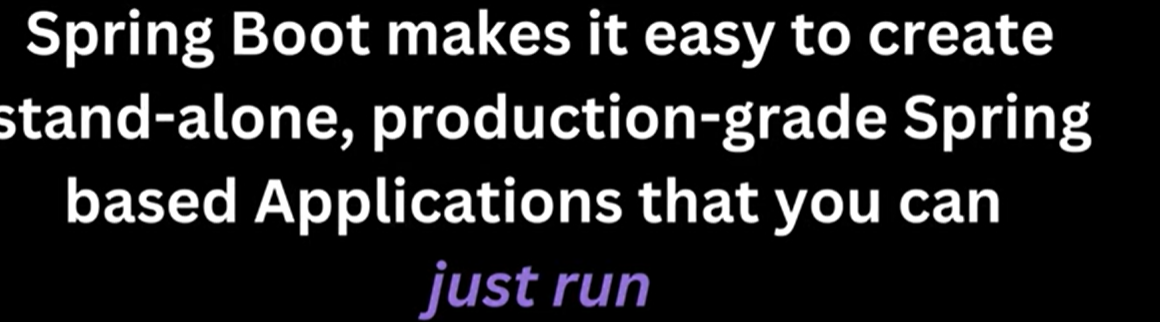 Spring Boot makes it easy to create
stand-alone, production-grade Spring
based Applications that you can
just run